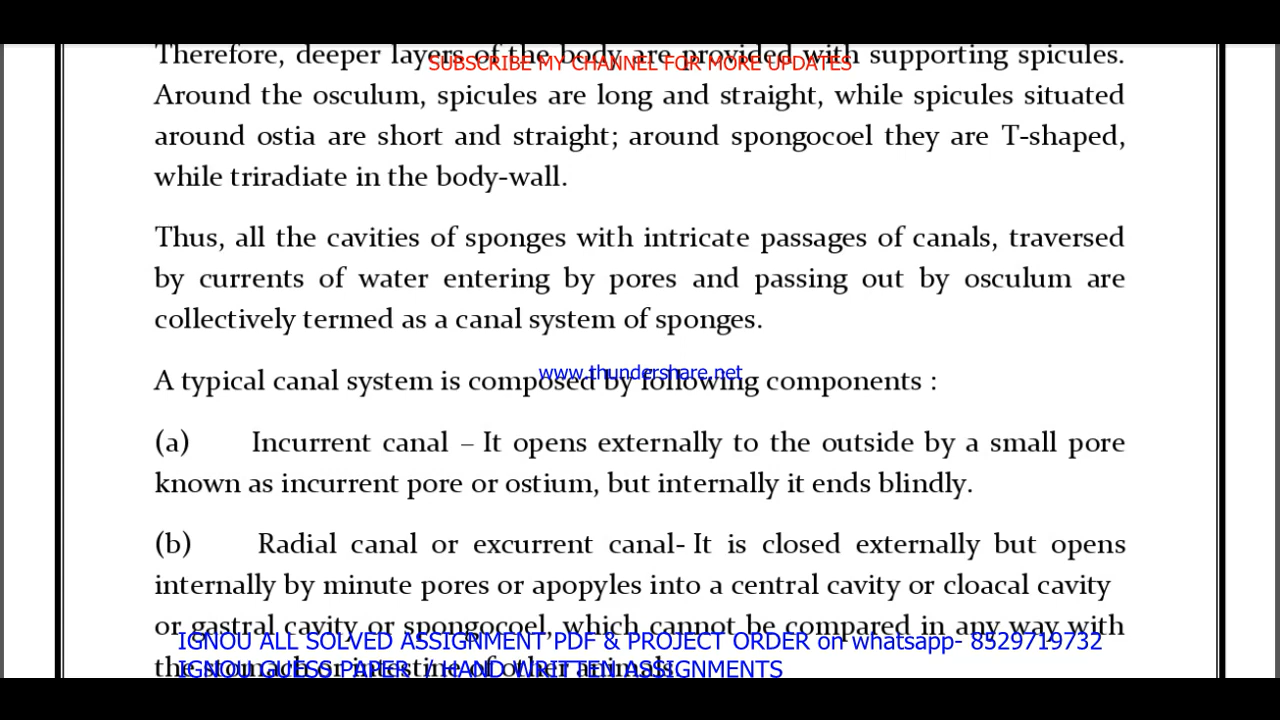 Therefore, deeper layers of the body are provided with supporting spicules.
SUBSCRIBE MY CHANNEL FOR MORE UPDATES
Around the osculum, spicules are long and straight, while spicules situated
around ostia are short and straight; around spongocoel they are T-shaped,
while triradiate in the body-wall.
Thus, all the cavities of sponges with intricate passages of canals, traversed
by currents of water entering by pores and passing out by osculum are
collectively termed as a canal system of sponges.
www.thundershare.net
A typical canal system is composed by following components :
(a) Incurrent canal – It opens externally to the outside by a small pore
known as incurrent pore or ostium, but internally it ends blindly.
(b) Radial canal or excurrent canal- It is closed externally but opens
internally by minute pores or apopyles into a central cavity or cloacal cavity
or gastral cavity or spongocoel, which cannot be compared in any way with
IGNOU ALL SOLVED ASSIGNMENT PDF & PROJECT ORDER on whatsapp- 8529719732
the stomach or intestine of other animals
IGNOU GUESS PAPER / HAND WRITTEN ASSIGNMENTS